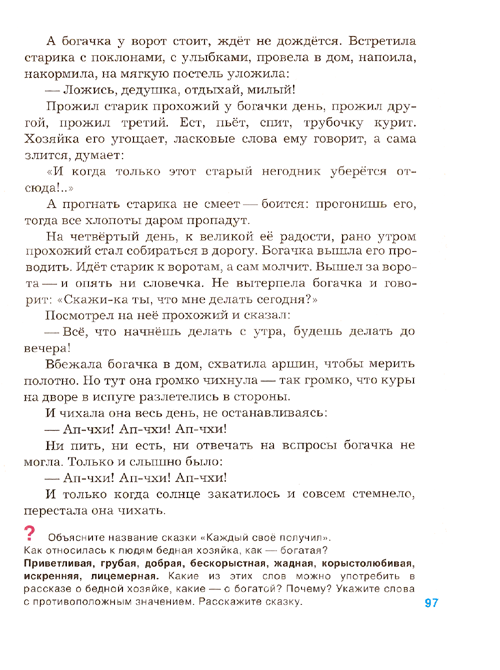 А богачка у ворот стоит, ждёт не дождётся. Встретила
старика с поклонами, с улыбками, провела в дом, напоила,
накормила, на мягкую постель уложила:
— Ложись, дедушка, отдыхай, милый!
Прожил старик прохожий у богачки день, прожил дру-
гой, прожил третий. Ест, пьёт, спит, трубочку курит.
Хозяйка его угощает, ласковые слова ему говорит, а сама
злится, думает:
«И когда только этот старый негодник уберётся от-
сюда!..»
А прогнать старика не смеет — боится: прогонишь его,
тогда все хлопоты даром пропадут.
На четвёртый день, к великой её радости, рано утром
прохожий стал собираться в дорогу. Богачка вышла его про-
водить. Идёт старик к воротам, а сам молчит. Вышел за воро-
та — и опять ни словечка. Не вытерпела богачка и гово-
рит: «Скажи-ка ты, что мне делать сегодня?»
Посмотрел на неё прохожий и сказал:
— Всё, что начнёшь делать с утра, будешь делать до
вечера!
Вбежала богачка в дом, схватила аршин, чтобы мерить
полотно. Но тут она громко чихнула — так громко, что куры
на дворе в испуге разлетелись в стороны.
И чихала она весь день, не останавливаясь:
— Ап-чхи! Ап-чхи! Ап-чхи!
Ни пить, ни есть, ни отвечать на вспросы богачка не
могла. Только и слышно было:
— Ап-чхи! Ап-чхи! Ап-чхи!
И только когда солнце закатилось и совсем стемнело,
перестала она чихать.
? Объясните название сказки «Каждый своё получил».
Как относилась к людям бедная хозяйка, как — богатая?
Приветливая, грубая, добрая, бескорыстная, жадная, корыстолюбивая,
искренняя, лицемерная. Какие из этих слов можно употребить в
рассказе о бедной хозяйке, какие — о богатой? Почему? Укажите слова
с противоположным значением. Расскажите сказку.
97